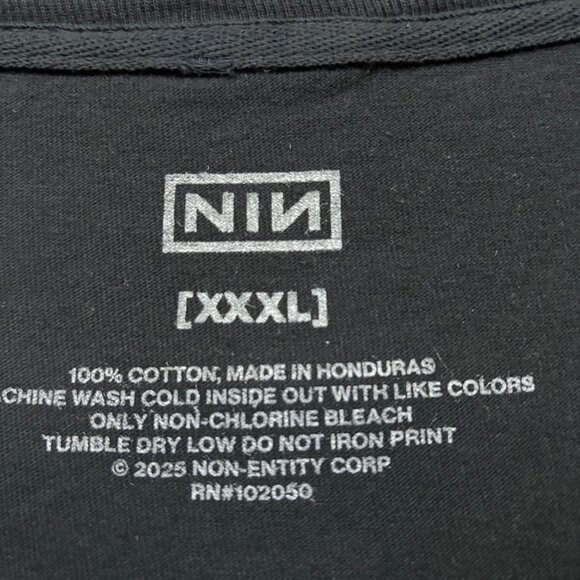 NIN
[XXXL]
100% COTTON, MADE IN HONDURAS
CHINE WASH COLD INSIDE OUT WITH LIKE COLORS
ONLY NON-CHLORINE BLEACH
TUMBLE DRY LOW DO NOT IRON PRINT
© 2025 NON-ENTITY CORP
RN#102050